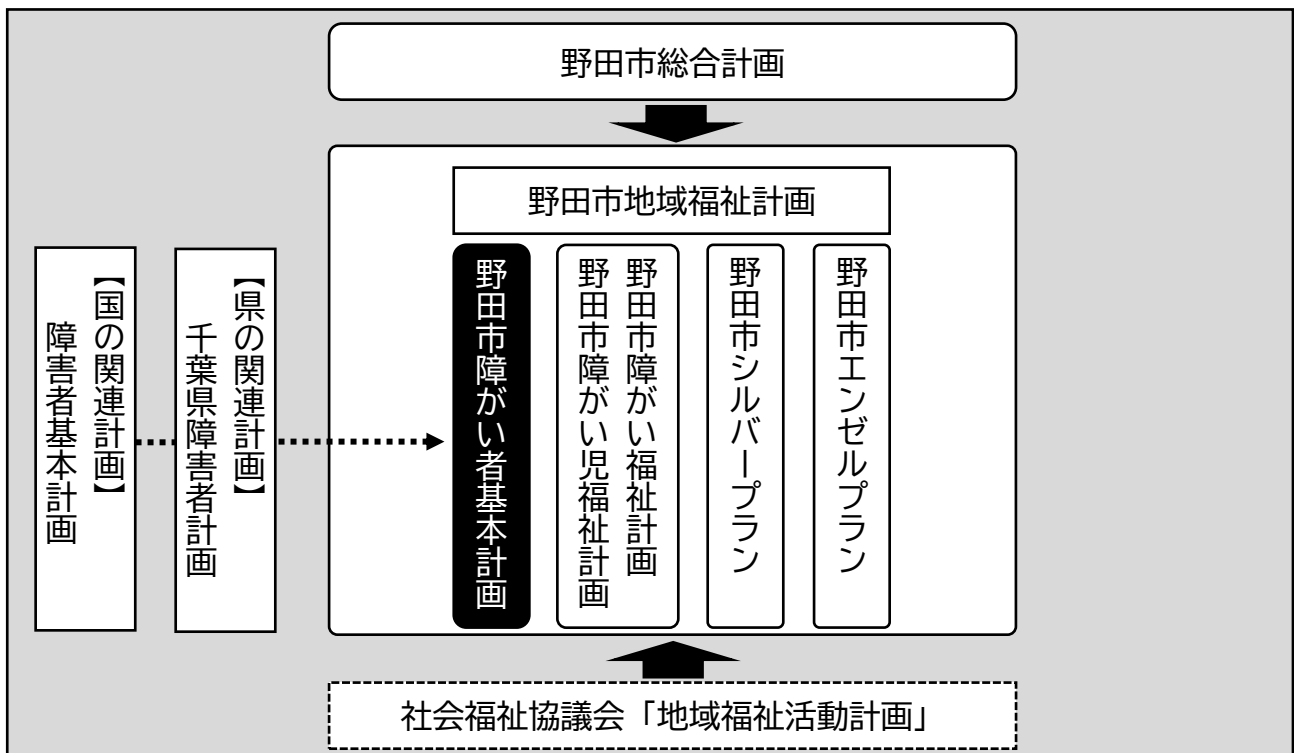 野田市総合計画
野田市地域福祉計画
【国の関連計画】
障害者基本計画
【県の関連計画】
千葉県障害者計画
野田市障がい者基本計画
野田市障がい福祉計画
野田市障がい児福祉計画
野田市シルバープラン
野田市エンゼルプラン
社会福祉協議会「地域福祉活動計画」